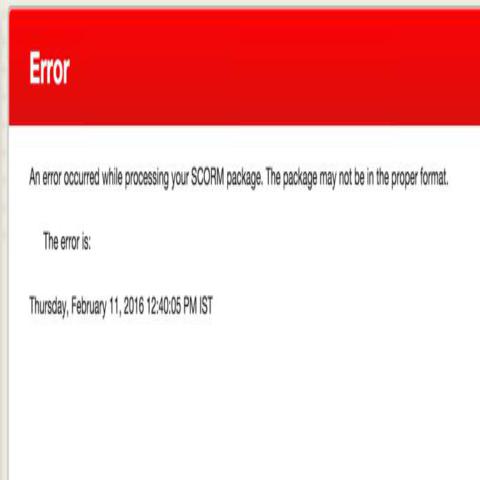 Error
An error occurred while processing your SCORM package. The package may not be in the proper format.
The error is:
Thursday, February 11, 2016 12:40:05 PM IST